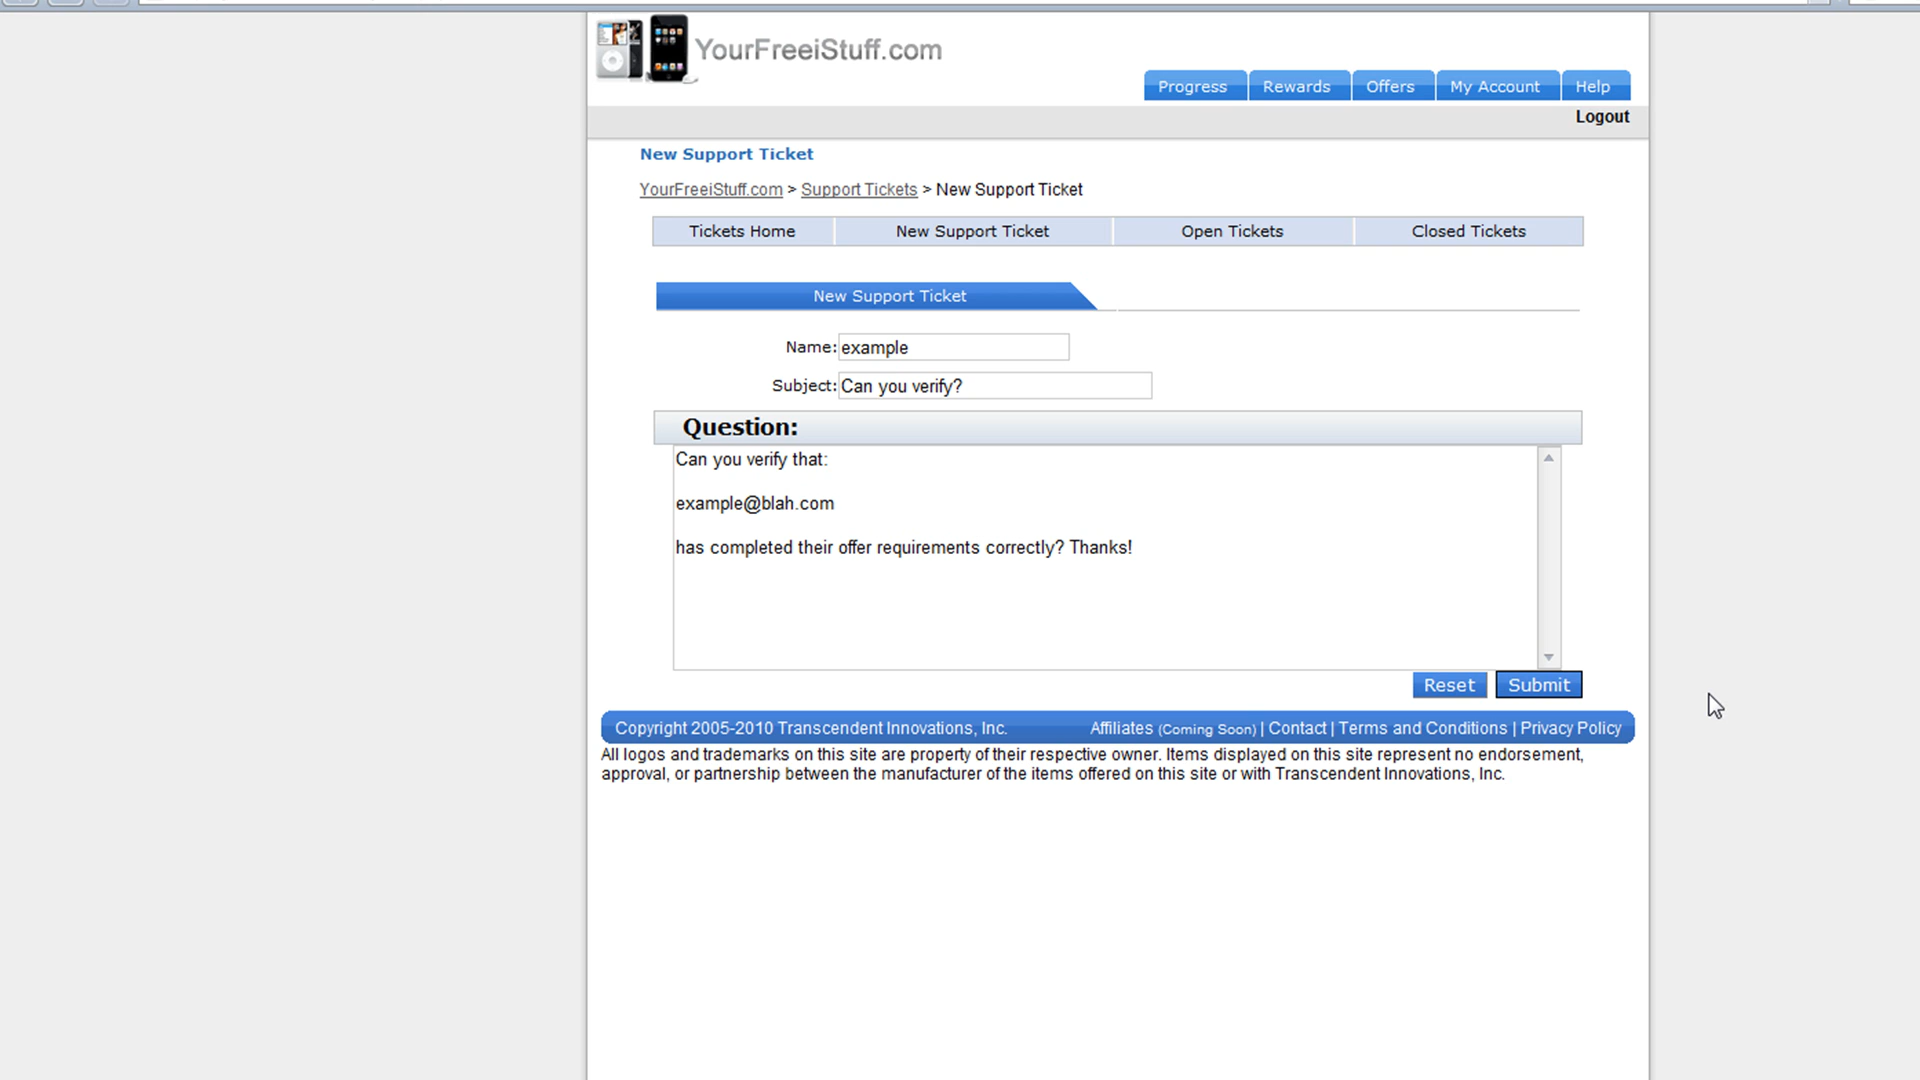 YourFreeiStuff.com
Progress Rewards Offers My Account Help
Logout
New Support Ticket
YourFreeiStuff.com > Support Tickets > New Support Ticket
Tickets Home New Support Ticket Open Tickets Closed Tickets
New Support Ticket
Name: example
Subject: Can you verify?
Question:
Can you verify that:
example@blah.com
has completed their offer requirements correctly? Thanks!
Reset Submit
Copyright 2005-2010 Transcendent Innovations, Inc. Affiliates (Coming Soon) | Contact | Terms and Conditions | Privacy Policy
All logos and trademarks on this site are property of their respective owner. Items displayed on this site represent no endorsement,
approval, or partnership between the manufacturer of the items offered on this site or with Transcendent Innovations, Inc.